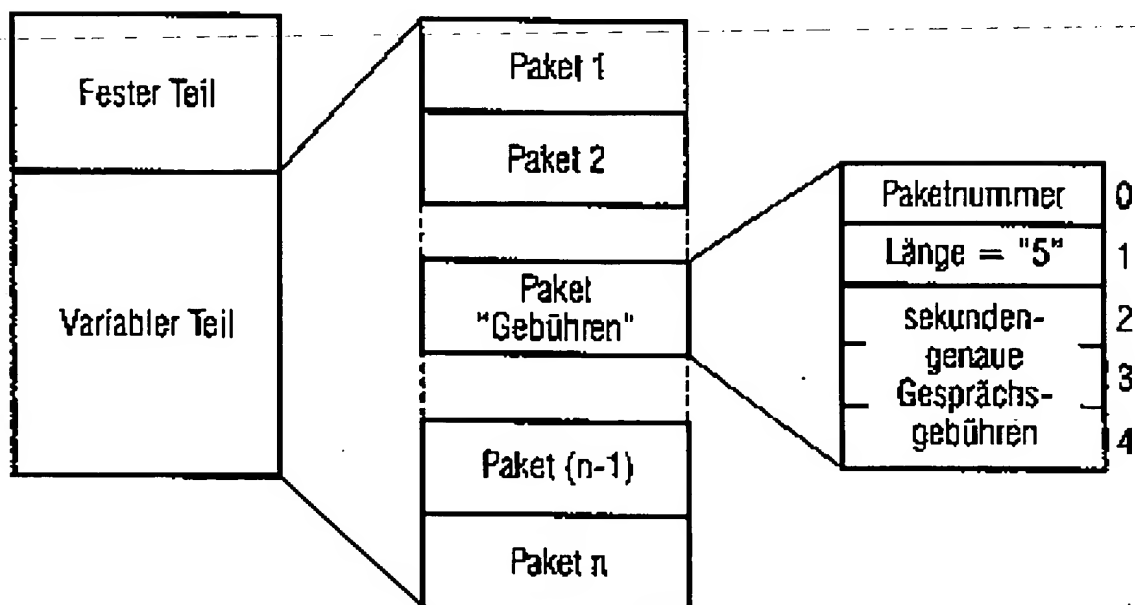 Fester Teil
Variabler Teil
Paket 1
Paket 2
Paket
"Gebühren"
Paket (n-1)
Paket n
Paketnummer 0
Länge = "5" 1
sekunden- 2
genaue
3
Gesprächs-
gebühren 4